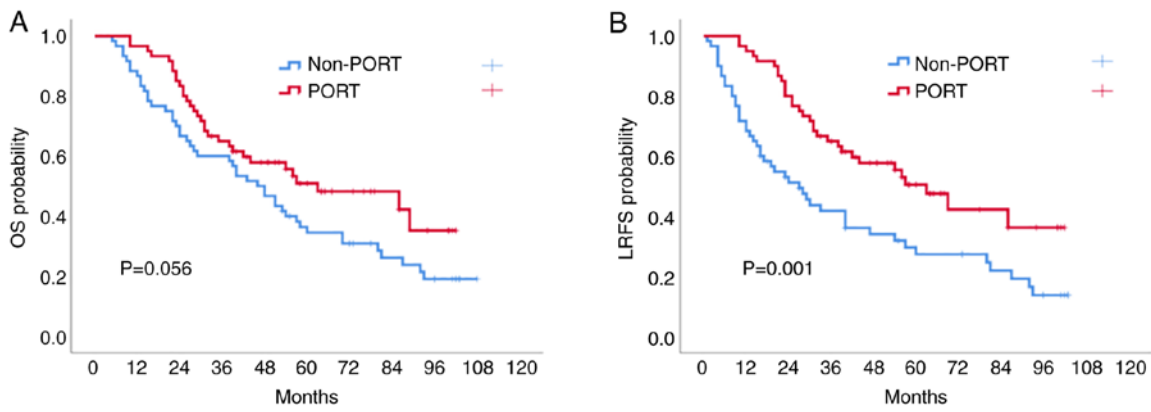 A
1.0
0.8
0.6
0.4
0.2
0.0
OS probability
Non-PORT
PORT
P=0.056
0 12 24 36 48 60 72 84 96 108 120
Months
B
1.0
0.8
0.6
0.4
0.2
0.0
LRFS probability
Non-PORT
PORT
P=0.001
0 12 24 36 48 60 72 84 96 108 120
Months